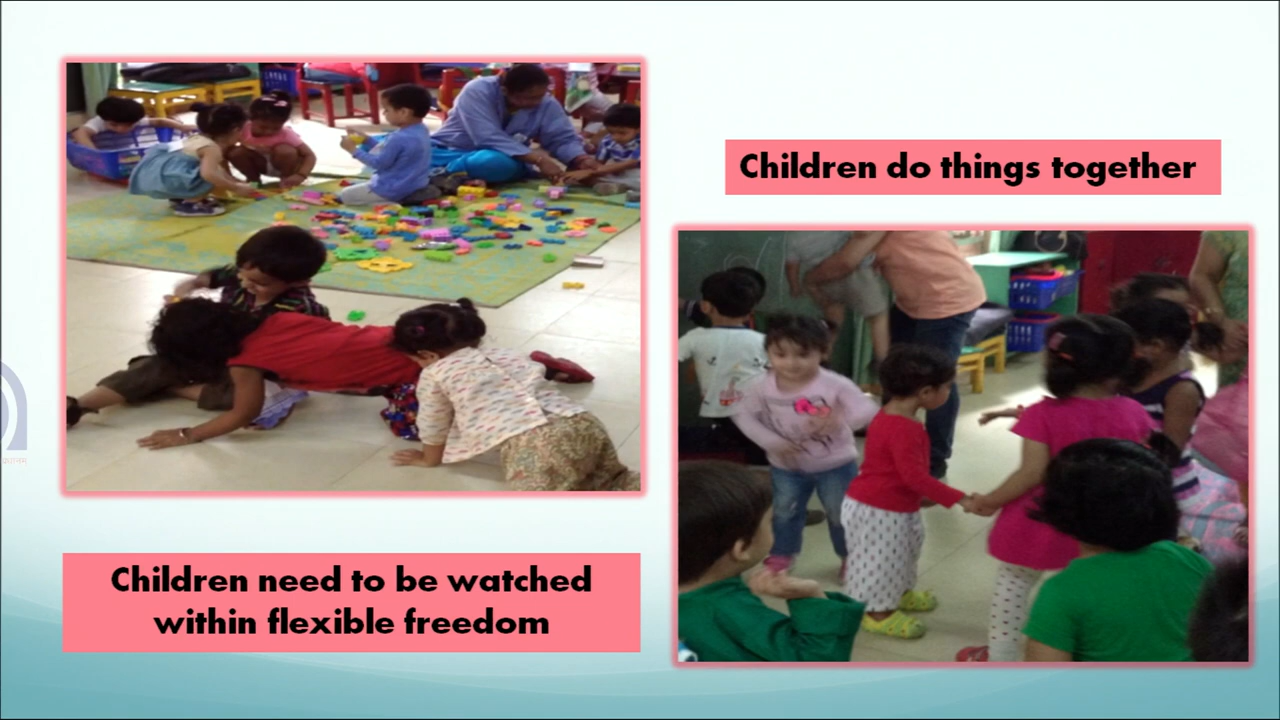 Children do things together
Children need to be watched
within flexible freedom